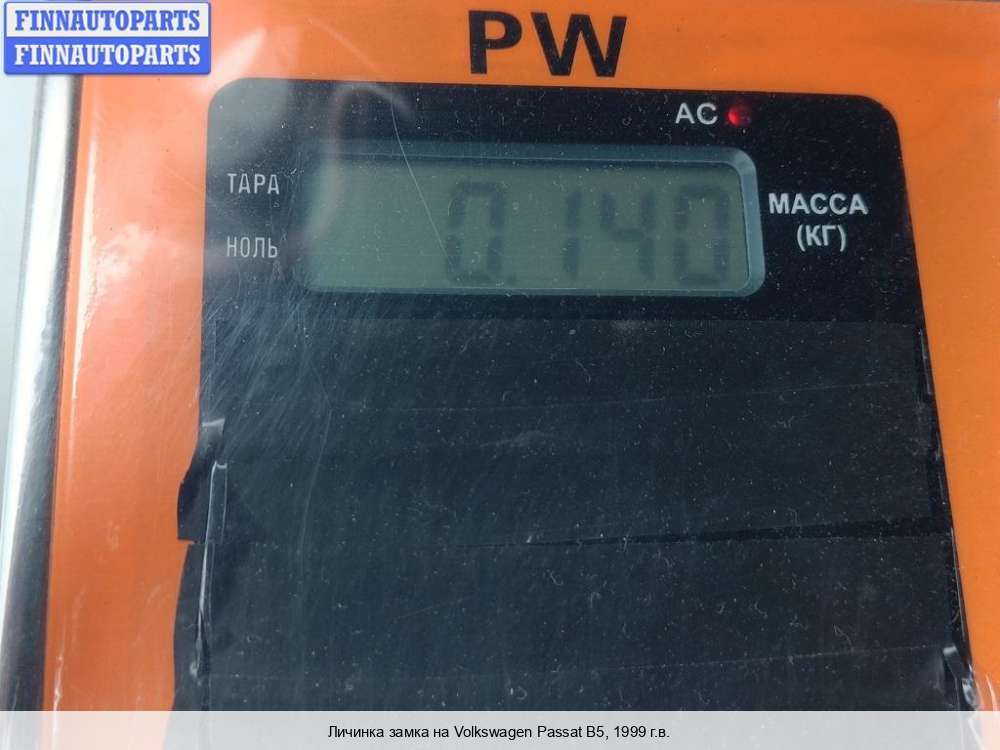 FINNAUTOPARTS
FINNAUTOPARTS
PW
AC
ТАРА
0.140
МАССА
(КГ)
НОЛЬ
Личинка замка на Volkswagen Passat B5, 1999 г.в.